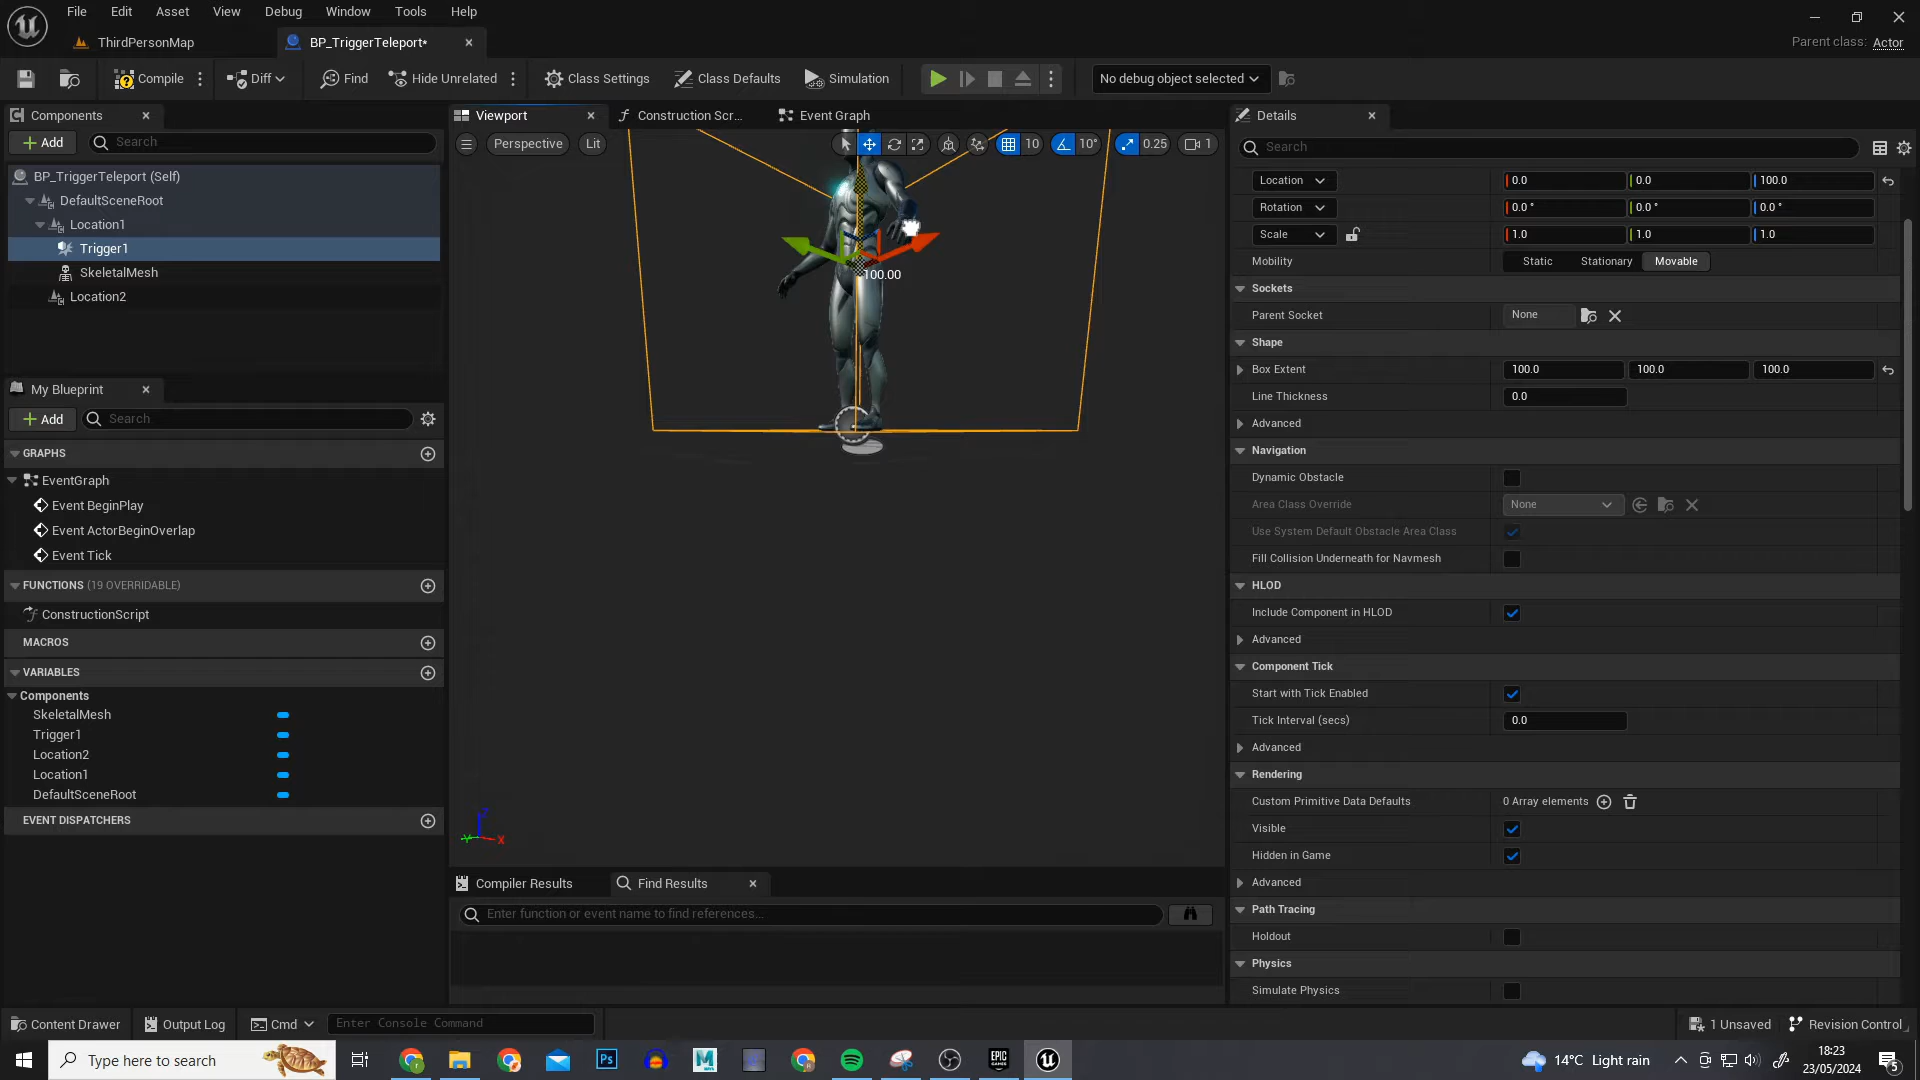 File Edit Asset View Debug Window Tools Help
ThirdPersonMap
BP_TriggerTeleport*
Parent class: Actor
Compile
Diff
Find
Hide Unrelated
Class Settings
Class Defaults
Simulation
No debug object selected
Components
Add
Search
BP_TriggerTeleport (Self)
DefaultSceneRoot
Location1
Trigger1
SkeletalMesh
Location2
My Blueprint
Add
Search
GRAPHS
EventGraph
Event BeginPlay
Event ActorBeginOverlap
Event Tick
FUNCTIONS (19 OVERRIDABLE)
ConstructionScript
MACROS
VARIABLES
Components
SkeletalMesh
Trigger1
Location2
Location1
DefaultSceneRoot
EVENT DISPATCHERS
Viewport
Construction Scr...
Event Graph
Perspective
Lit
10
10°
0.25
1
100.00
Z
Y
X
Compiler Results
Find Results
Enter function or event name to find references...
Details
Search
Location 0.0 0.0 100.0
Rotation 0.0 ° 0.0 ° 0.0 °
Scale 1.0 1.0 1.0
Mobility Static Stationary Movable
Sockets
Parent Socket None
Shape
Box Extent 100.0 100.0 100.0
Line Thickness 0.0
Advanced
Navigation
Dynamic Obstacle
Area Class Override None
Use System Default Obstacle Area Class
Fill Collision Underneath for Navmesh
HLOD
Include Component in HLOD
Advanced
Component Tick
Start with Tick Enabled
Tick Interval (secs) 0.0
Advanced
Rendering
Custom Primitive Data Defaults 0 Array elements
Visible
Hidden in Game
Advanced
Path Tracing
Holdout
Physics
Simulate Physics
Content Drawer
Output Log
Cmd
Enter Console Command
1 Unsaved
Revision Control
Type here to search
Ps
M
EPIC GAMES
14°C Light rain
18:23
23/05/2024
5